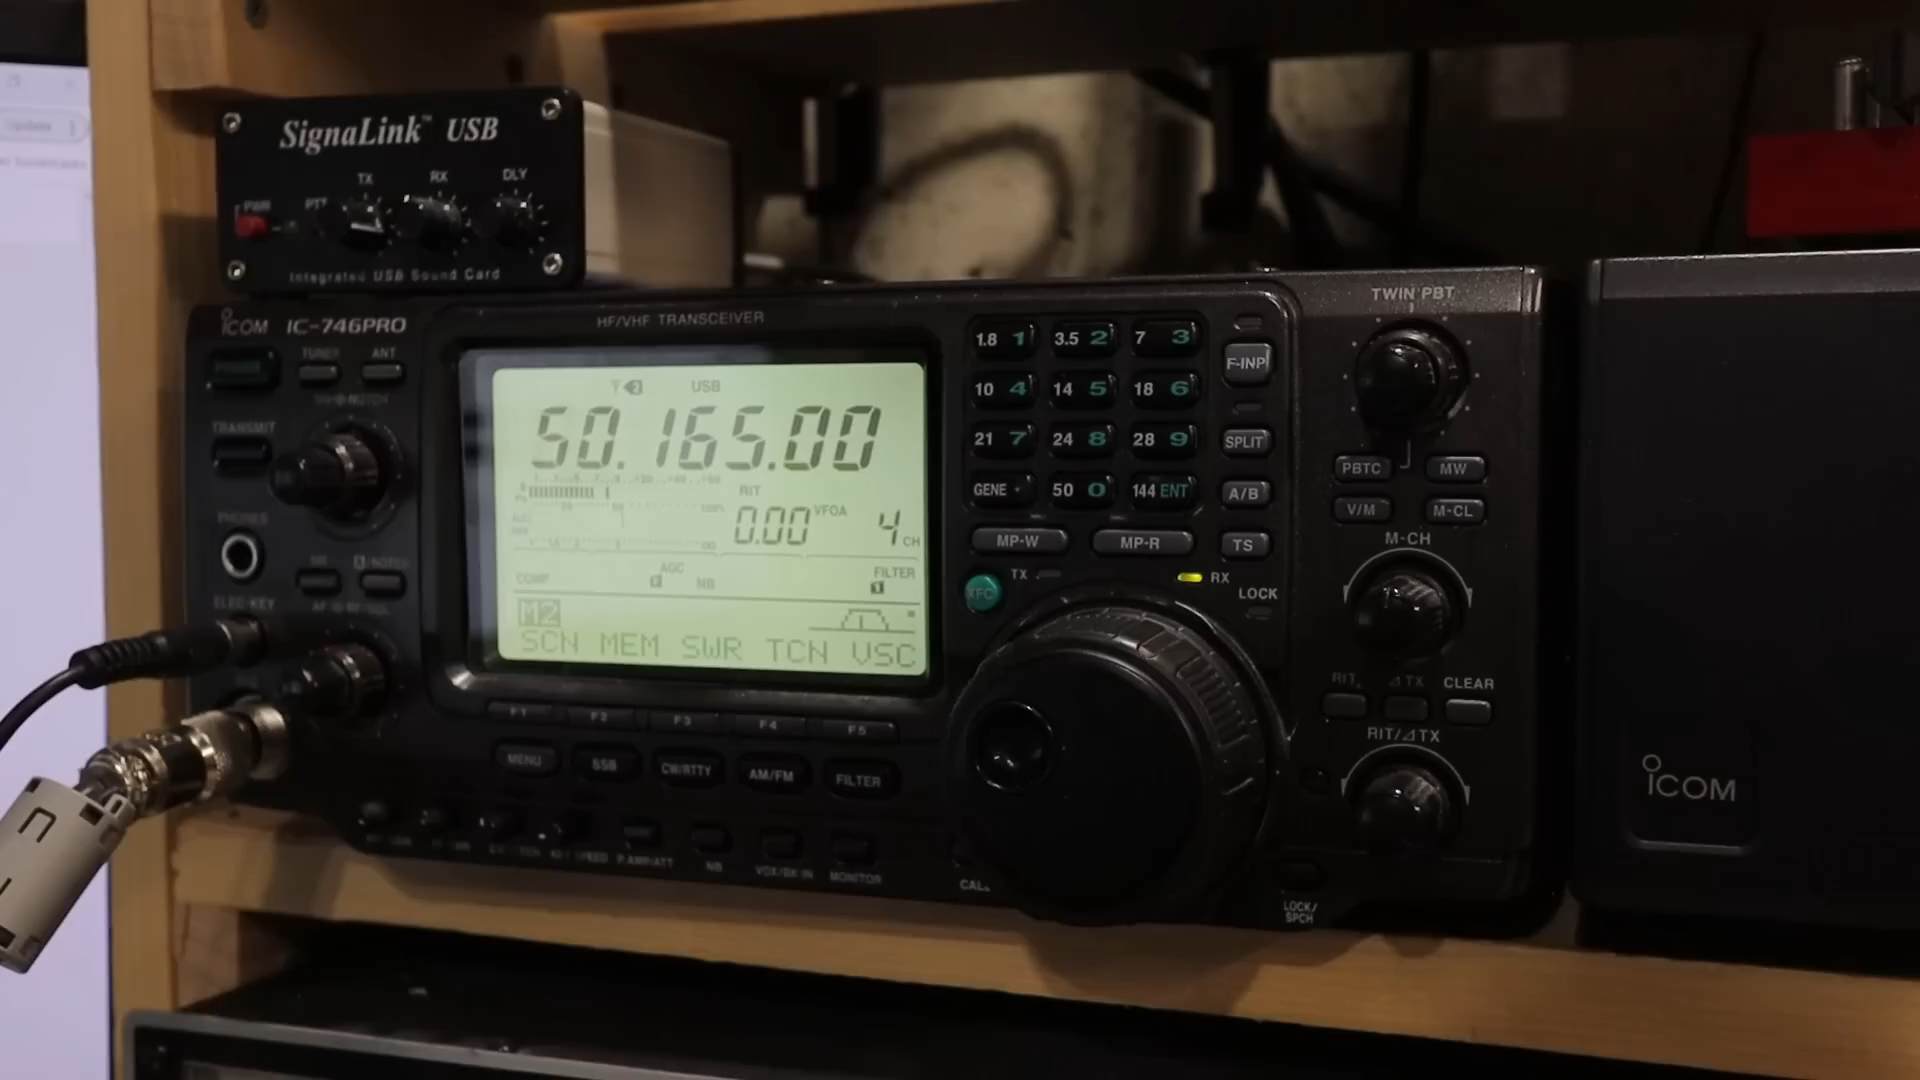 Update
SignaLink™ USB
TX RX DLY
PWR PTT
Integrated USB Sound Card
ICOM IC-746PRO
HF/VHF TRANSCEIVER
TUNER ANT
TRANSMIT
PHONES
ELEC-KEY
USB
50.165.00
RIT
0.00 VFOA 4 CH
COMP AGC NB FILTER
M2
SCN MEM SWR TCN VSC
F1 F2 F3 F4 F5
MENU SSB CW/RTTY AM/FM FILTER
P.AMP/ATT NB VOX/BK-IN MONITOR
1.8 1 3.5 2 7 3
10 4 14 5 18 6
21 7 24 8 28 9
GENE · 50 0 144 ENT
F-INP
SPLIT
A/B
MP-W MP-R TS
XFC TX RX
LOCK
CALL
LOCK/
SPCH
TWIN PBT
PBTC MW
V/M M-CL
M-CH
RIT ⊿TX CLEAR
RIT/⊿TX
ICOM